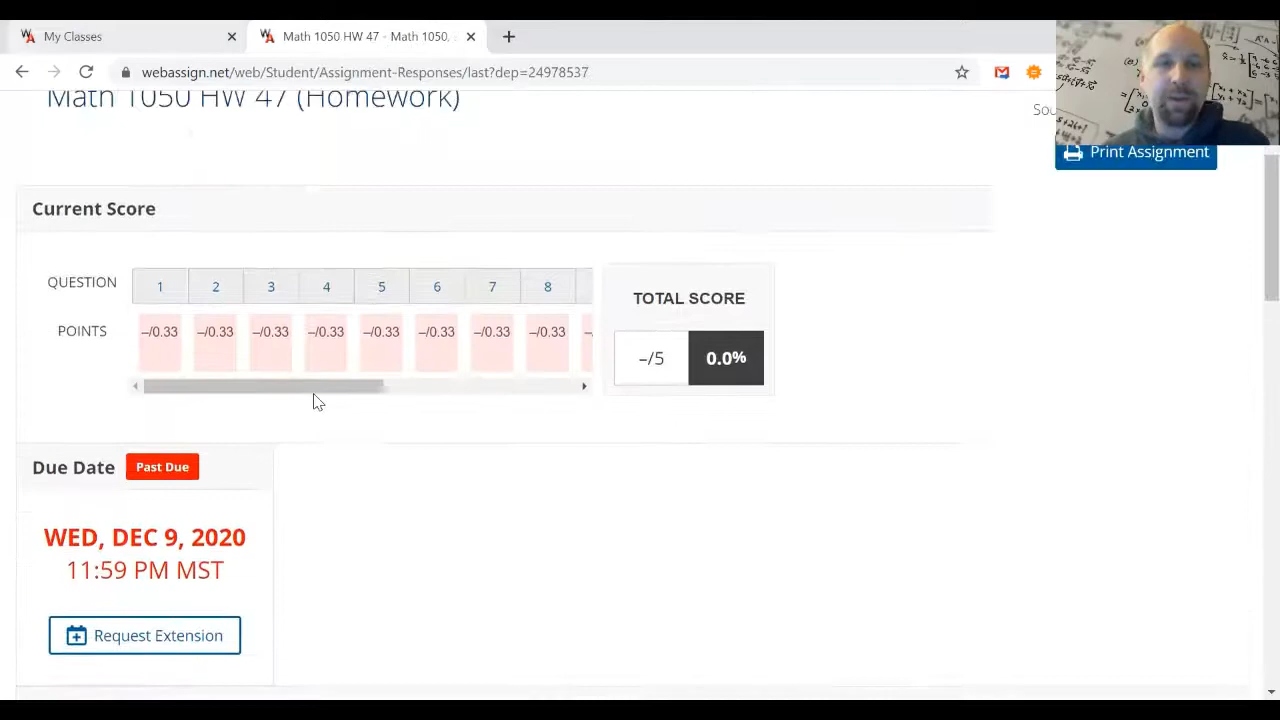 My Classes
Math 1050 HW 47 - Math 1050,
webassign.net/web/Student/Assignment-Responses/last?dep=24978537
Math 1050 HW 47 (Homework)
Sou
Print Assignment
Current Score
QUESTION 1 2 3 4 5 6 7 8
POINTS –/0.33 –/0.33 –/0.33 –/0.33 –/0.33 –/0.33 –/0.33 –/0.33 –
TOTAL SCORE
–/5 0.0%
Due Date Past Due
WED, DEC 9, 2020
11:59 PM MST
Request Extension